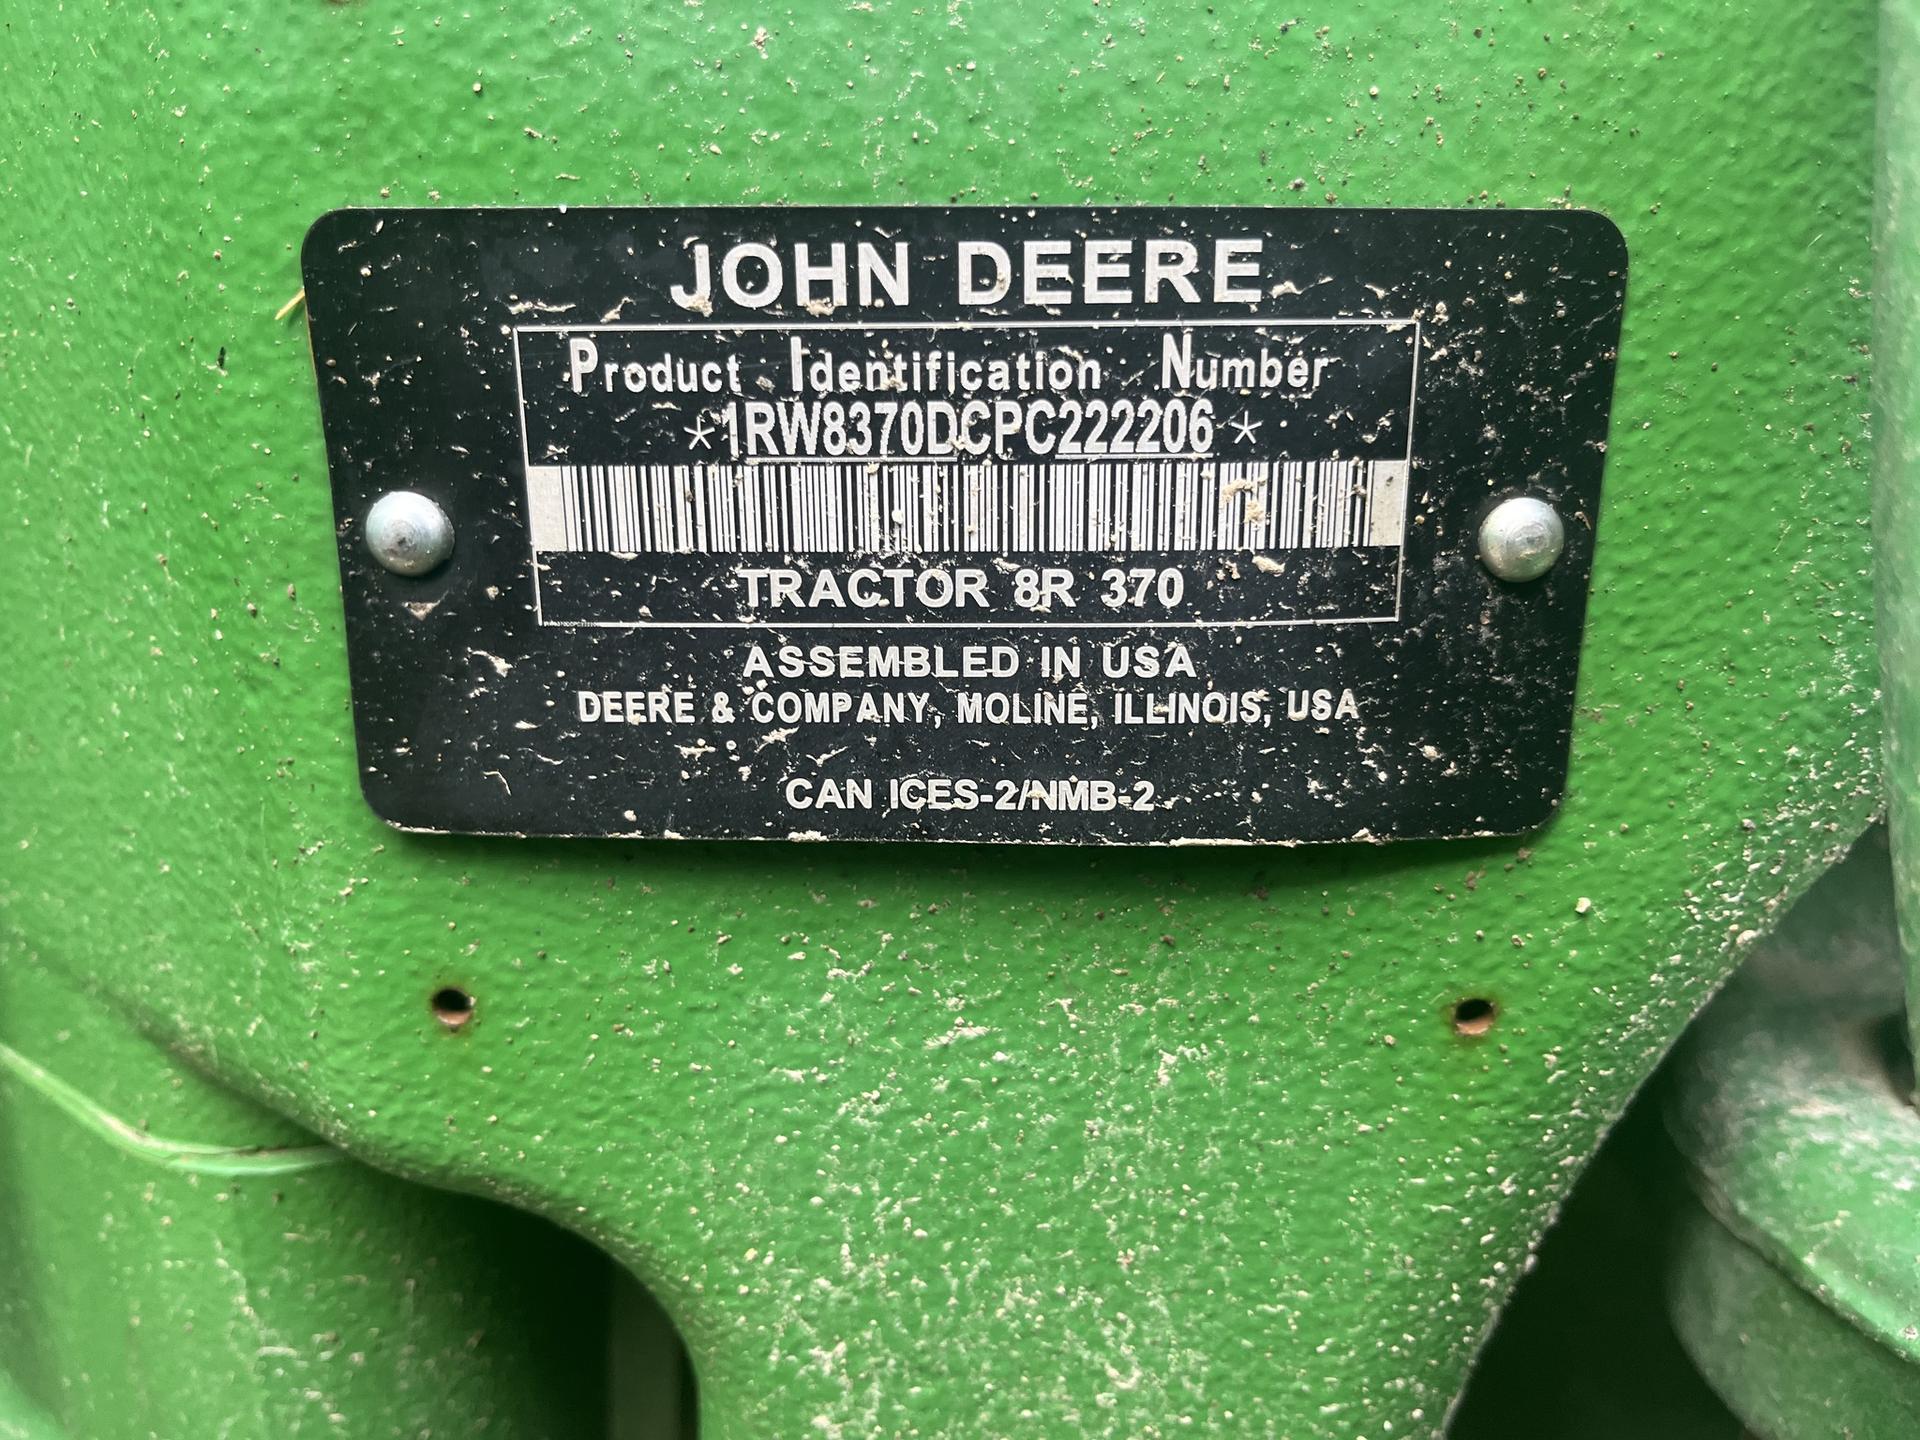 JOHN DEERE
Product Identification Number
*1RW8370DCPC222206*
TRACTOR 8R 370
ASSEMBLED IN USA
DEERE & COMPANY, MOLINE, ILLINOIS, USA
CAN ICES-2/NMB-2